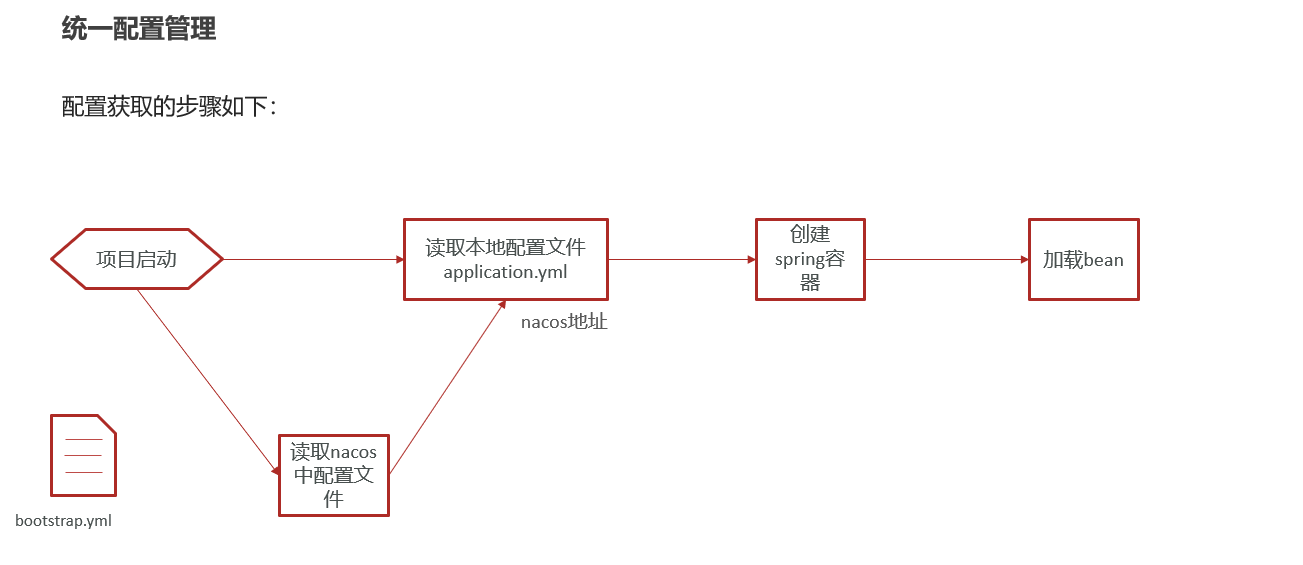 统一配置管理
配置获取的步骤如下：
项目启动
读取本地配置文件
application.yml
创建
spring容
器
加载bean
nacos地址
读取nacos
中配置文
件
bootstrap.yml